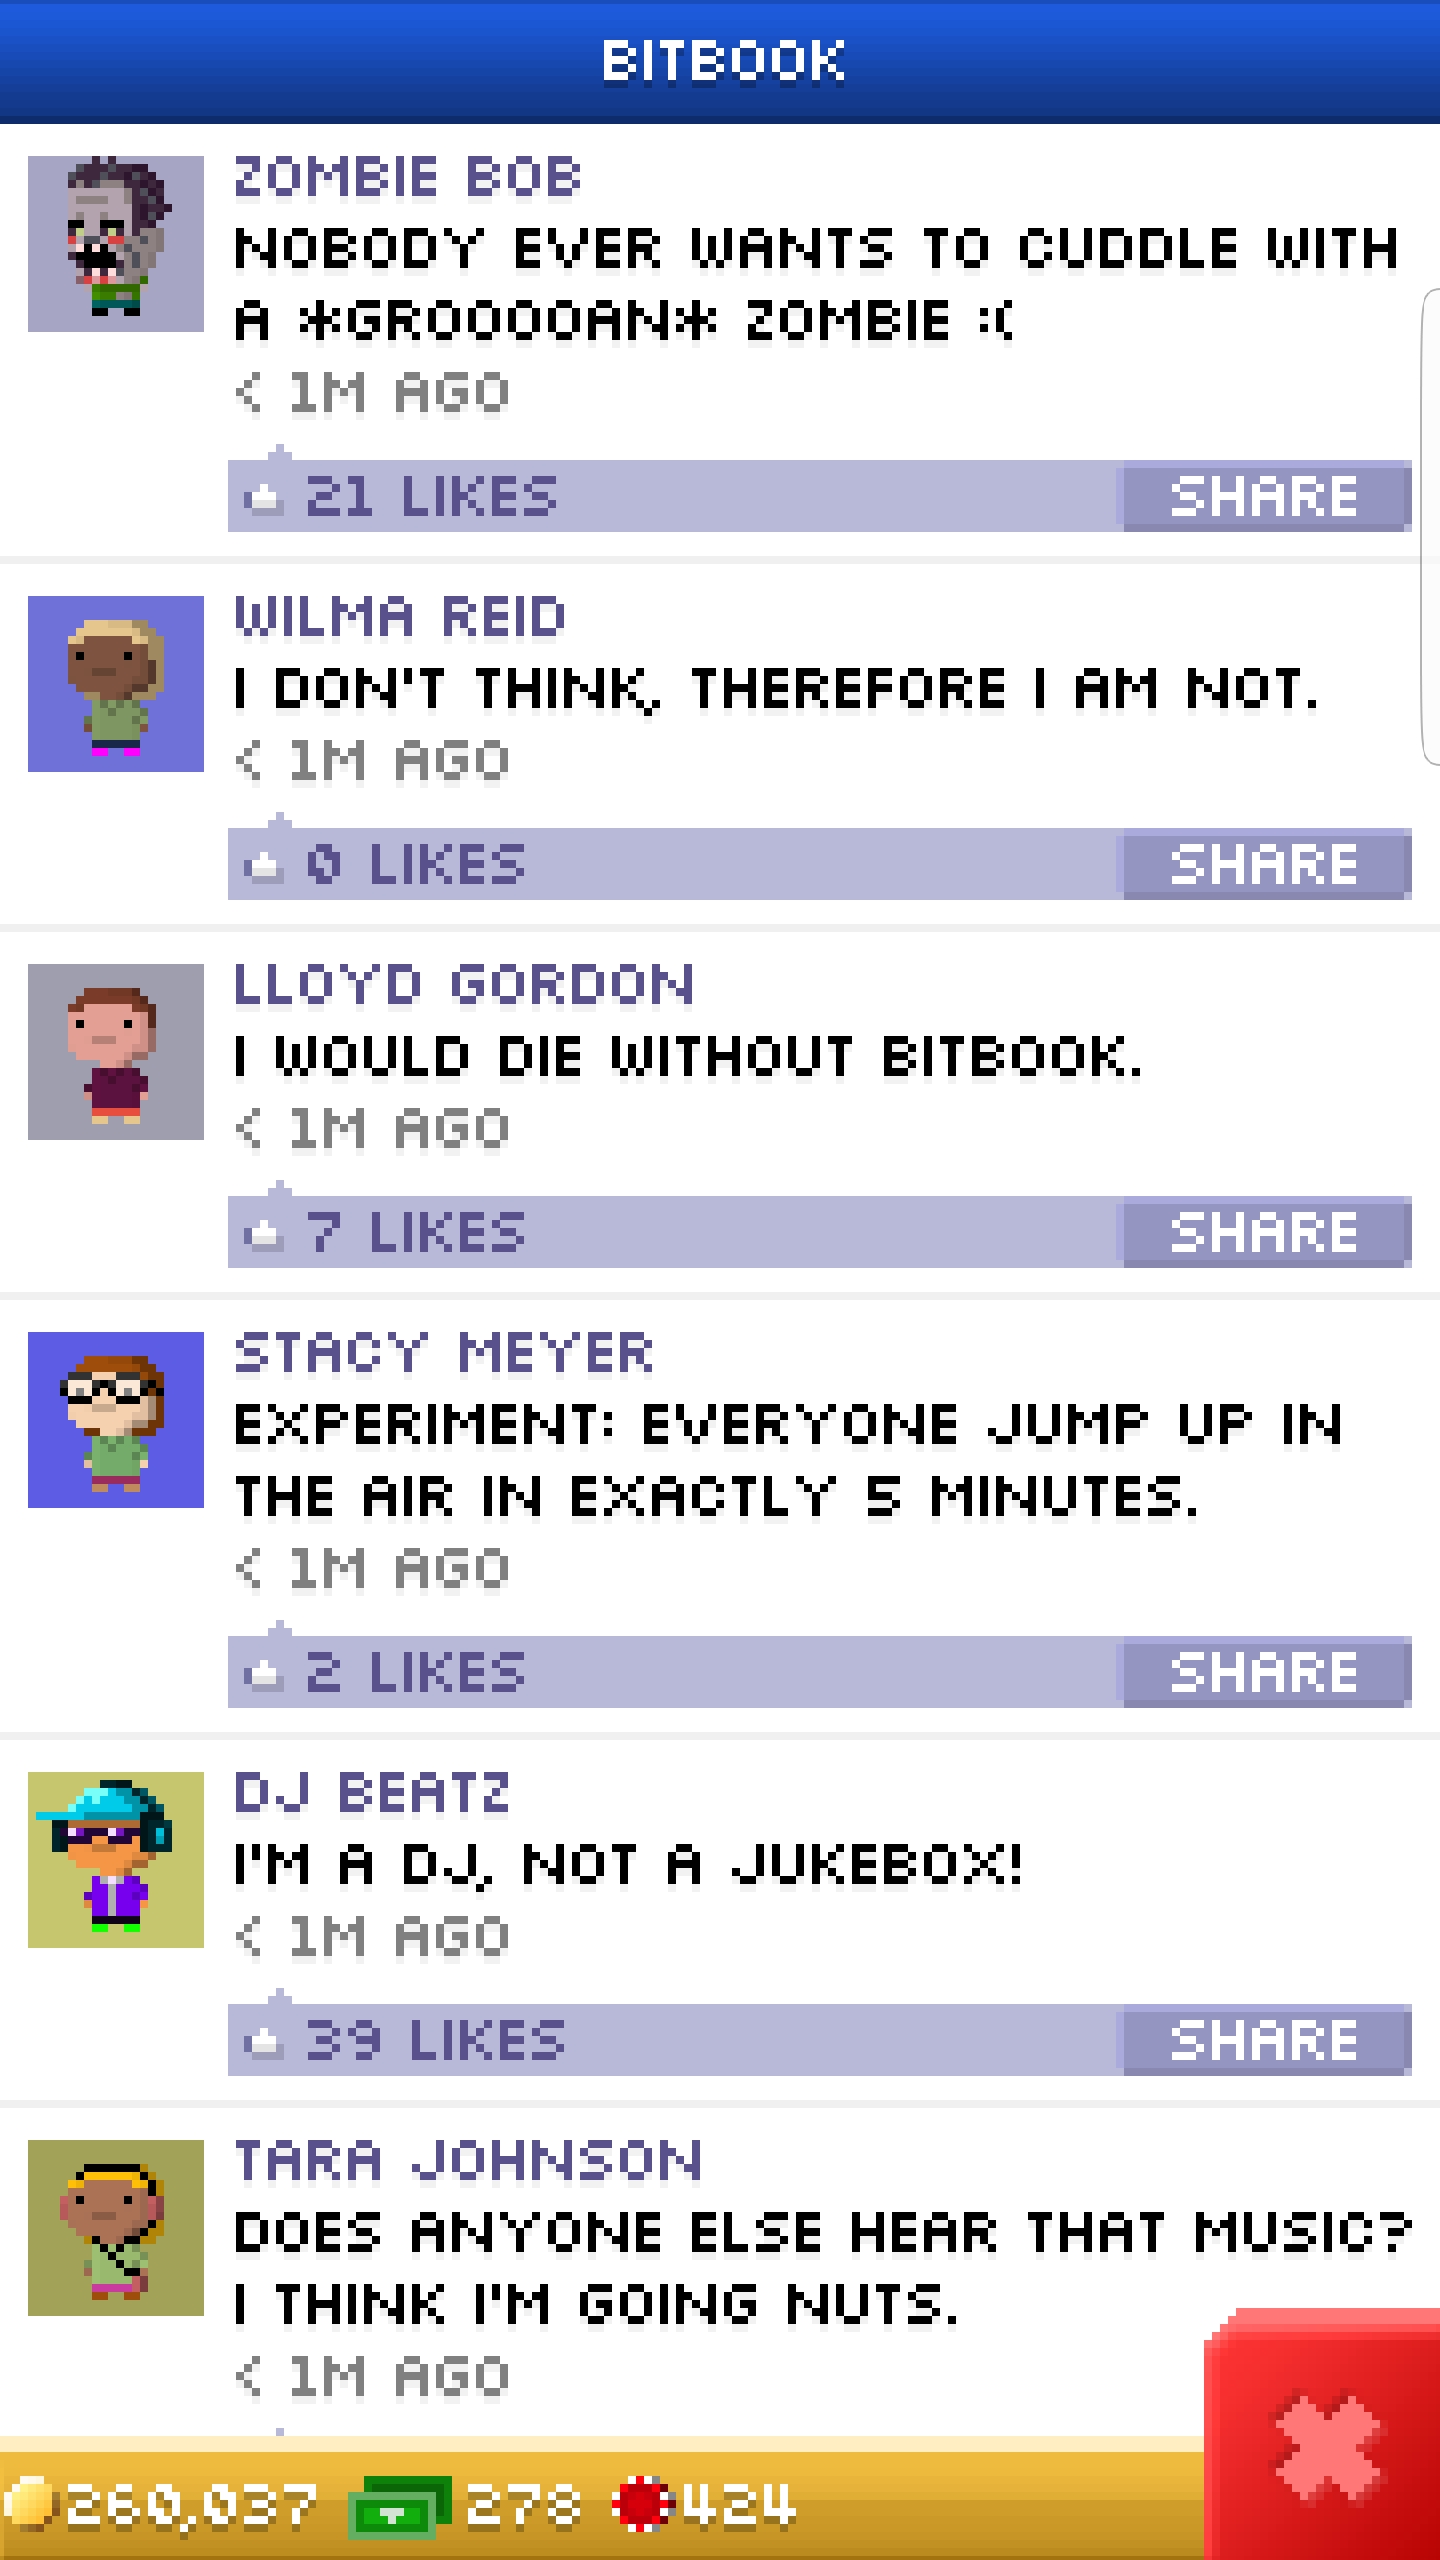 BITBOOK
ZOMBIE BOB
NOBODY EVER WANTS TO CUDDLE WITH
A *GROOOOAN* ZOMBIE :(
< 1M AGO
21 LIKES SHARE
WILMA REID
I DON'T THINK, THEREFORE I AM NOT.
< 1M AGO
0 LIKES SHARE
LLOYD GORDON
I WOULD DIE WITHOUT BITBOOK.
< 1M AGO
7 LIKES SHARE
STACY MEYER
EXPERIMENT: EVERYONE JUMP UP IN
THE AIR IN EXACTLY 5 MINUTES.
< 1M AGO
2 LIKES SHARE
DJ BEATZ
I'M A DJ, NOT A JUKEBOX!
< 1M AGO
39 LIKES SHARE
TARA JOHNSON
DOES ANYONE ELSE HEAR THAT MUSIC?
I THINK I'M GOING NUTS.
< 1M AGO
260,037 278 424